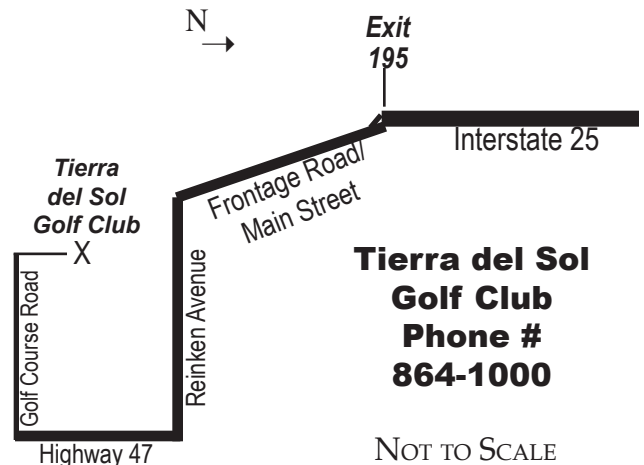 N
Exit
195
Interstate 25
Frontage Road/
Main Street
Tierra
del Sol
Golf Club
X
Golf Course Road
Reinken Avenue
Highway 47
Tierra del Sol
Golf Club
Phone #
864-1000
NOT TO SCALE